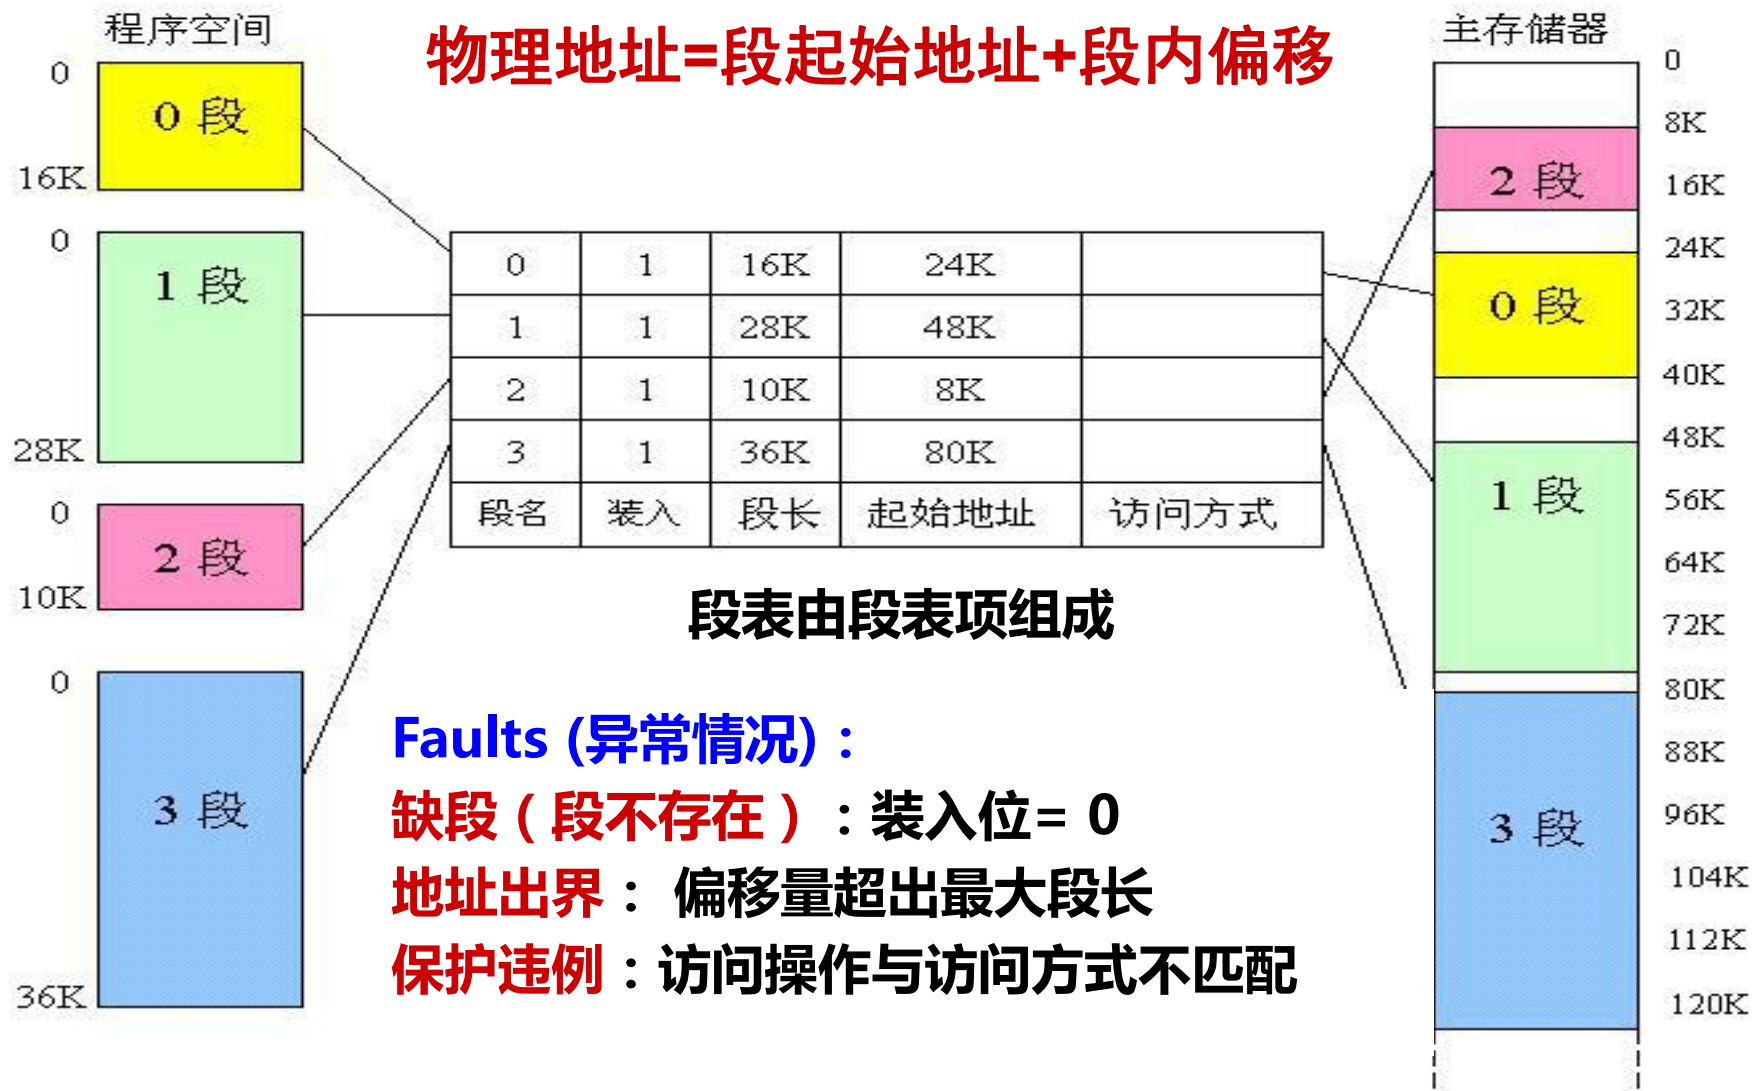 物理地址=段起始地址+段内偏移
程序空间
0
0 段
16K
0
1 段
28K
0
2 段
10K
0
3 段
36K
0 1 16K 24K
1 1 28K 48K
2 1 10K 8K
3 1 36K 80K
段名 装入 段长 起始地址 访问方式
段表由段表项组成
Faults (异常情况)：
缺段（段不存在）：装入位= 0
地址出界： 偏移量超出最大段长
保护违例：访问操作与访问方式不匹配
主存储器
0
8K
2 段
16K
24K
0 段
32K
40K
48K
1 段
56K
64K
72K
80K
88K
96K
3 段
104K
112K
120K